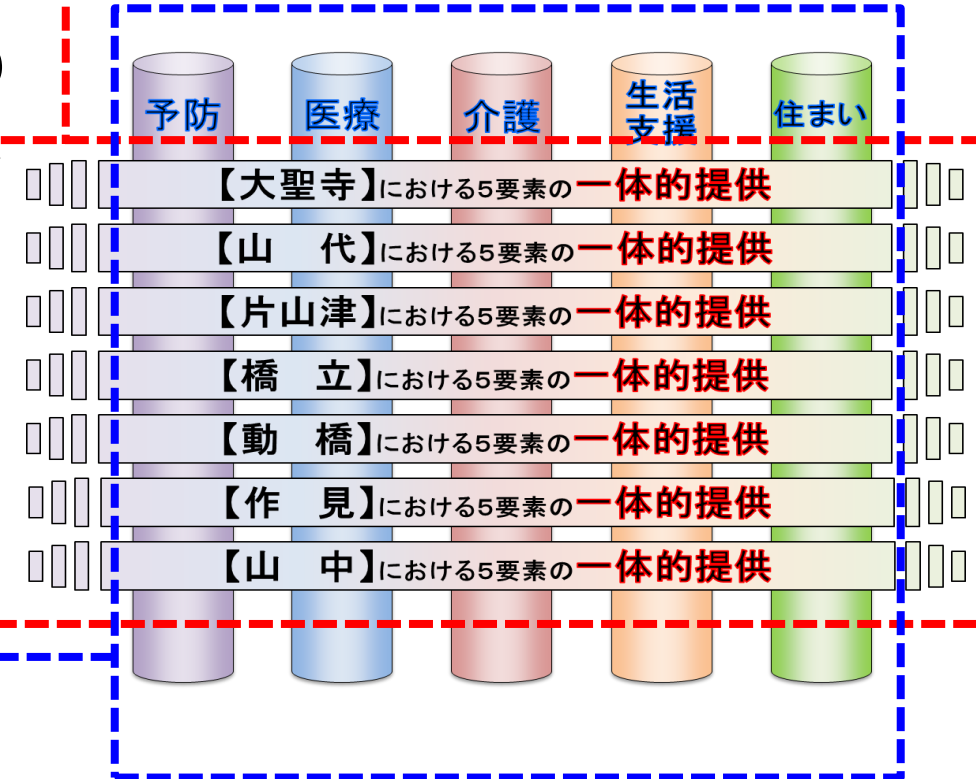 予防 医療 介護 生活支援 住まい
【大聖寺】における5要素の一体的提供
【山　代】における5要素の一体的提供
【片山津】における5要素の一体的提供
【橋　立】における5要素の一体的提供
【動　橋】における5要素の一体的提供
【作　見】における5要素の一体的提供
【山　中】における5要素の一体的提供